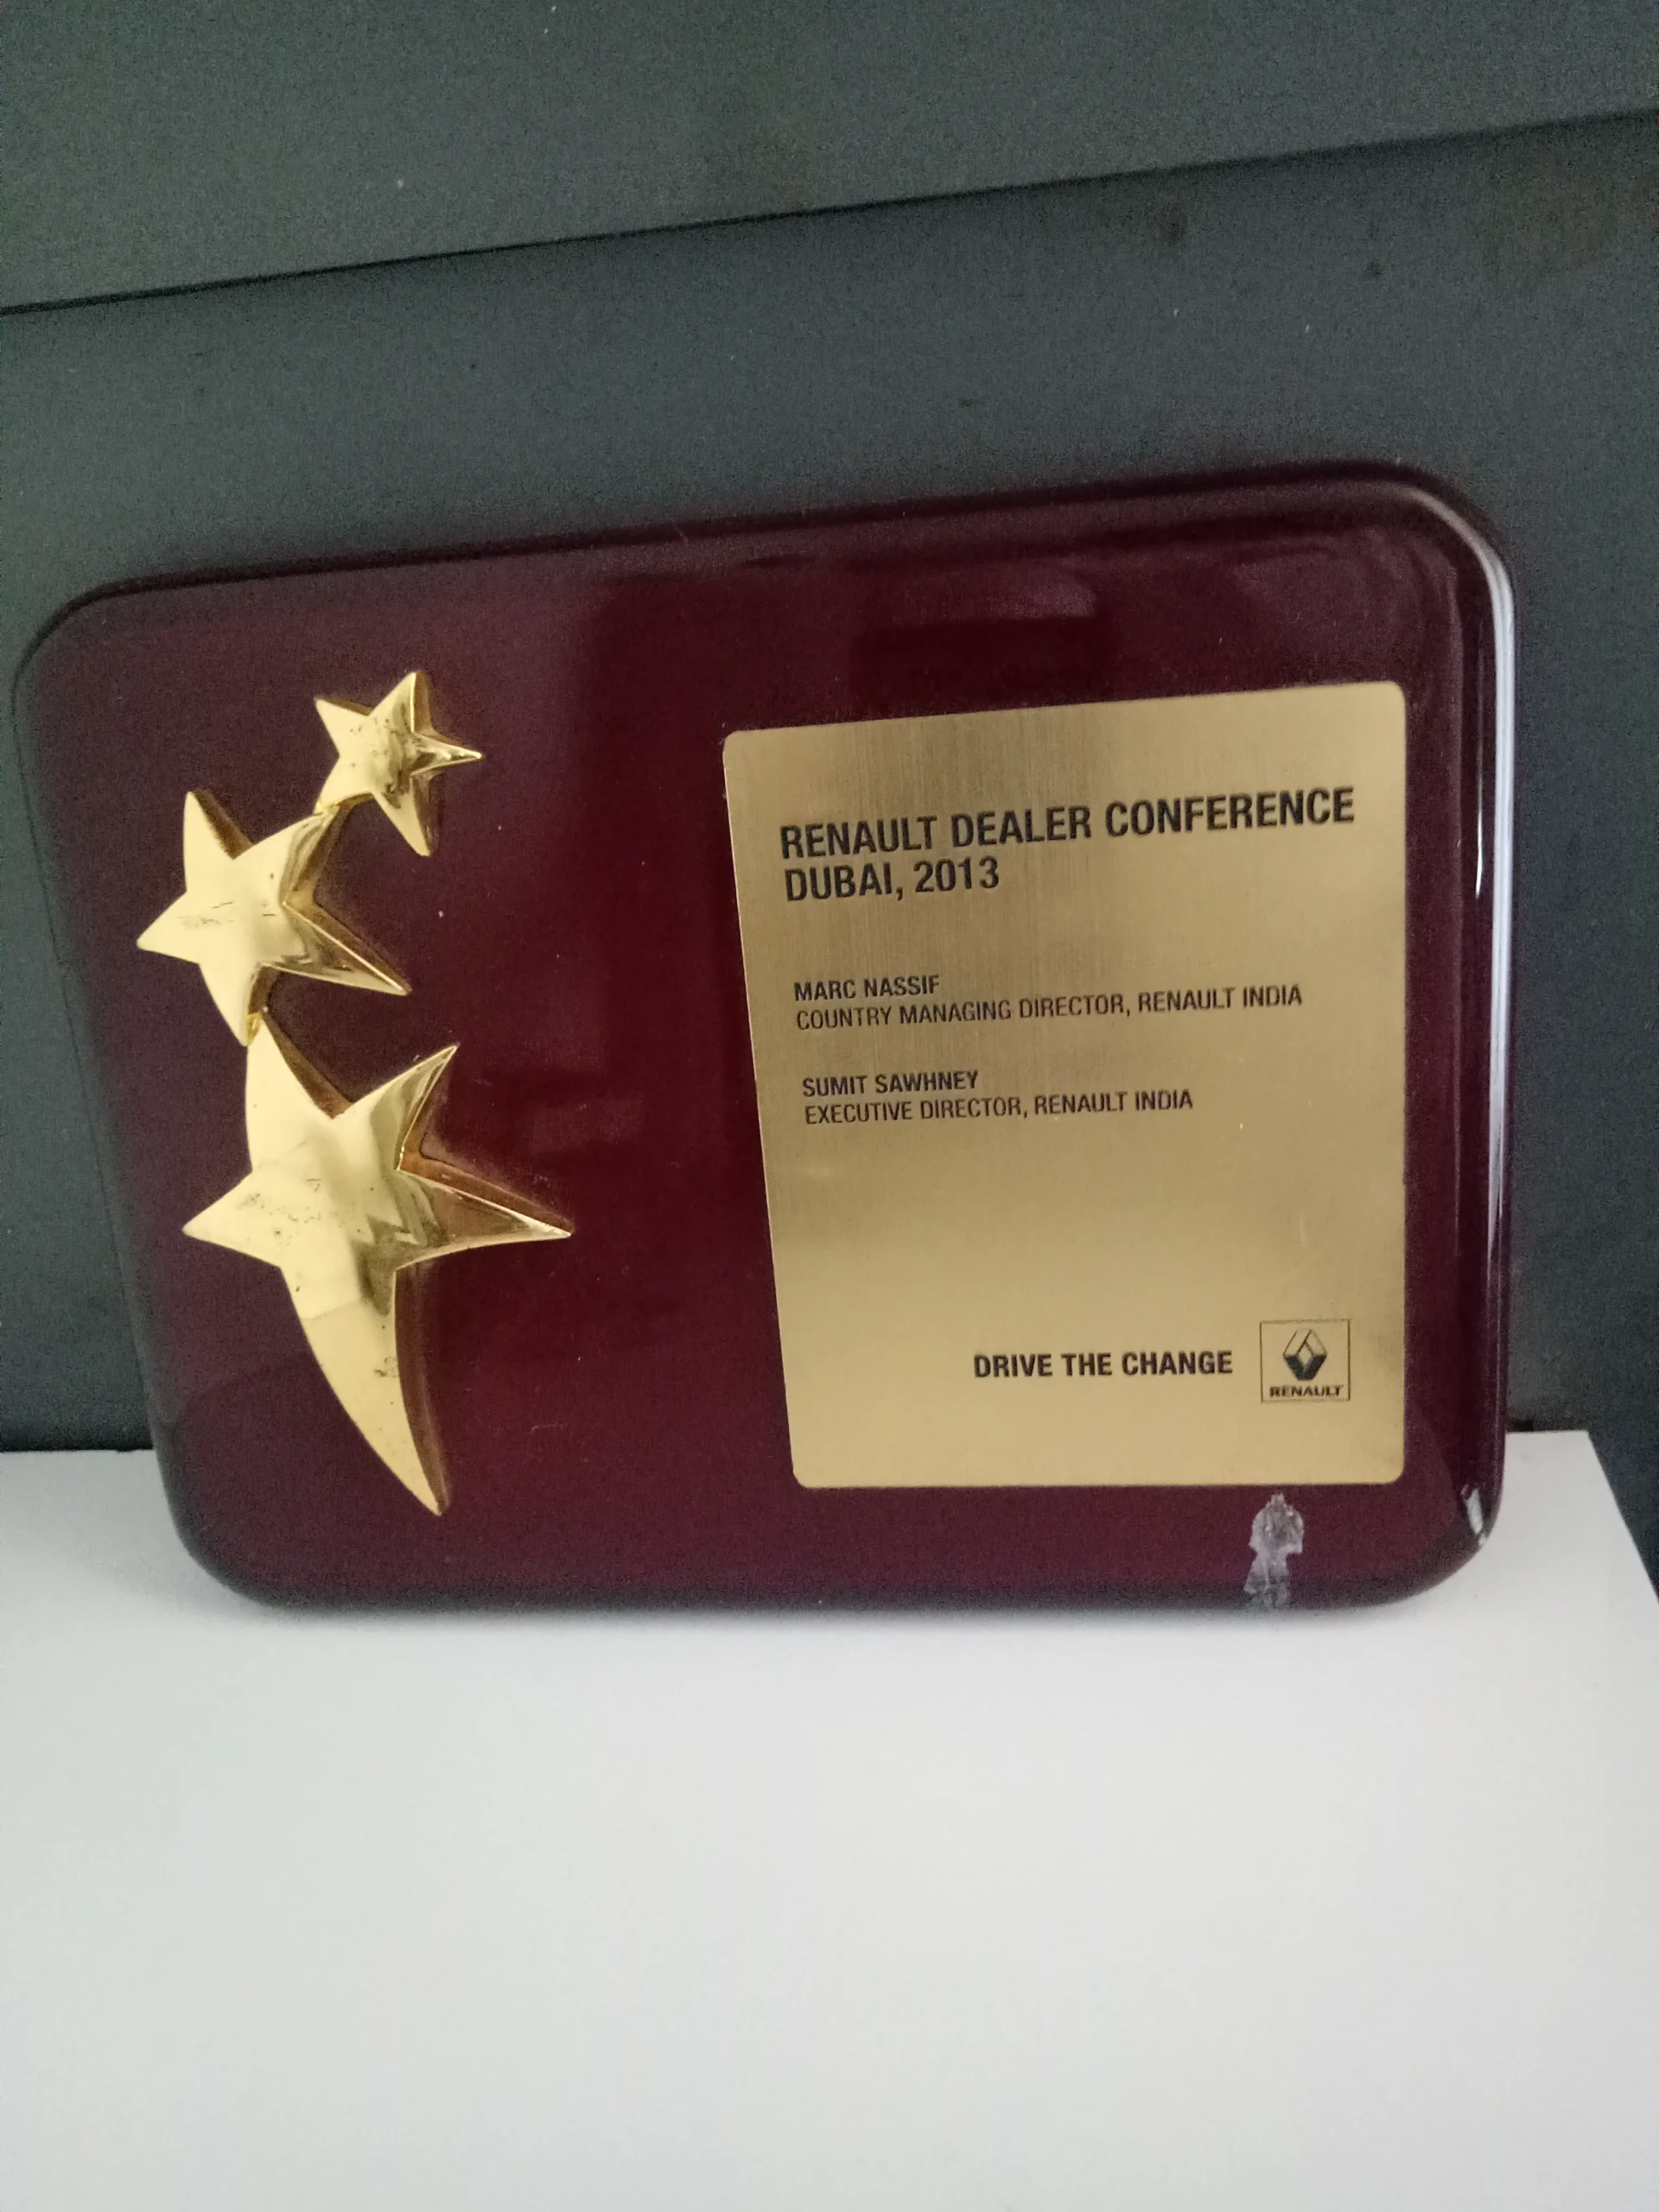 RENAULT DEALER CONFERENCE
DUBAI, 2013
MARC NASSIF
COUNTRY MANAGING DIRECTOR, RENAULT INDIA
SUMIT SAWHNEY
EXECUTIVE DIRECTOR, RENAULT INDIA
DRIVE THE CHANGE
RENAULT